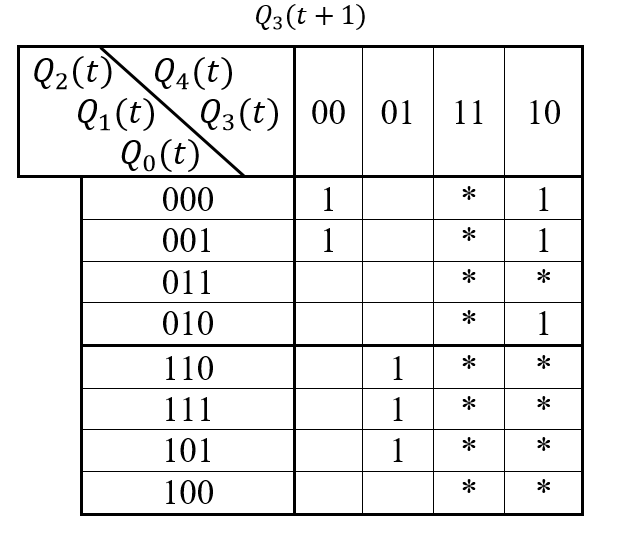 Q₃(t + 1)
Q₂(t) Q₄(t)
Q₁(t) Q₃(t) 00 01 11 10
Q₀(t)
000 1 * 1
001 1 * 1
011 * *
010 * 1
110 1 * *
111 1 * *
101 1 * *
100 * *